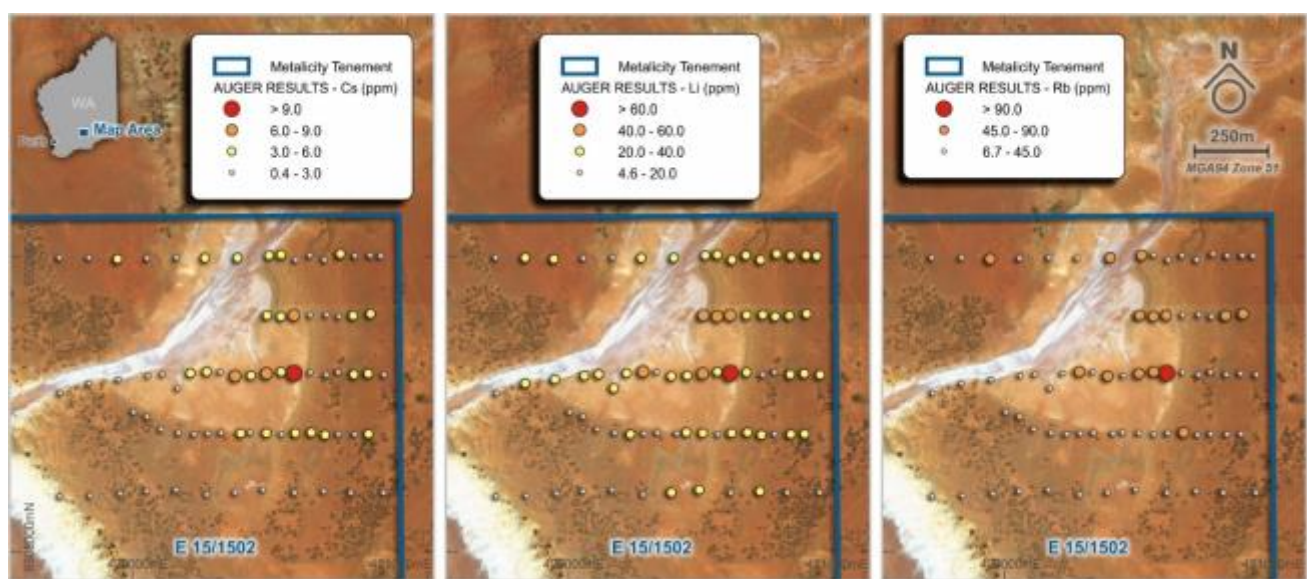 Metalicity Tenement
AUGER RESULTS - Cs (ppm)
> 9.0
6.0 - 9.0
3.0 - 6.0
0.4 - 3.0
WA
Perth
Map Area
E 15/1502
Metalicity Tenement
AUGER RESULTS - Li (ppm)
> 60.0
40.0 - 60.0
20.0 - 40.0
4.6 - 20.0
E 15/1502
Metalicity Tenement
AUGER RESULTS - Rb (ppm)
> 90.0
45.0 - 90.0
6.7 - 45.0
N
250m
MGA94 Zone 51
E 15/1502